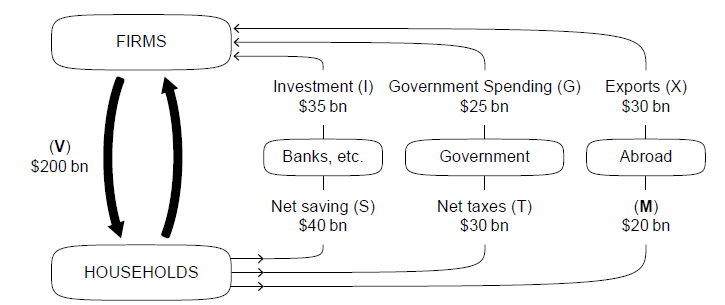 FIRMS
Investment (I)
$35 bn
Government Spending (G)
$25 bn
Exports (X)
$30 bn
(V)
$200 bn
Banks, etc.
Government
Abroad
Net saving (S)
$40 bn
Net taxes (T)
$30 bn
(M)
$20 bn
HOUSEHOLDS